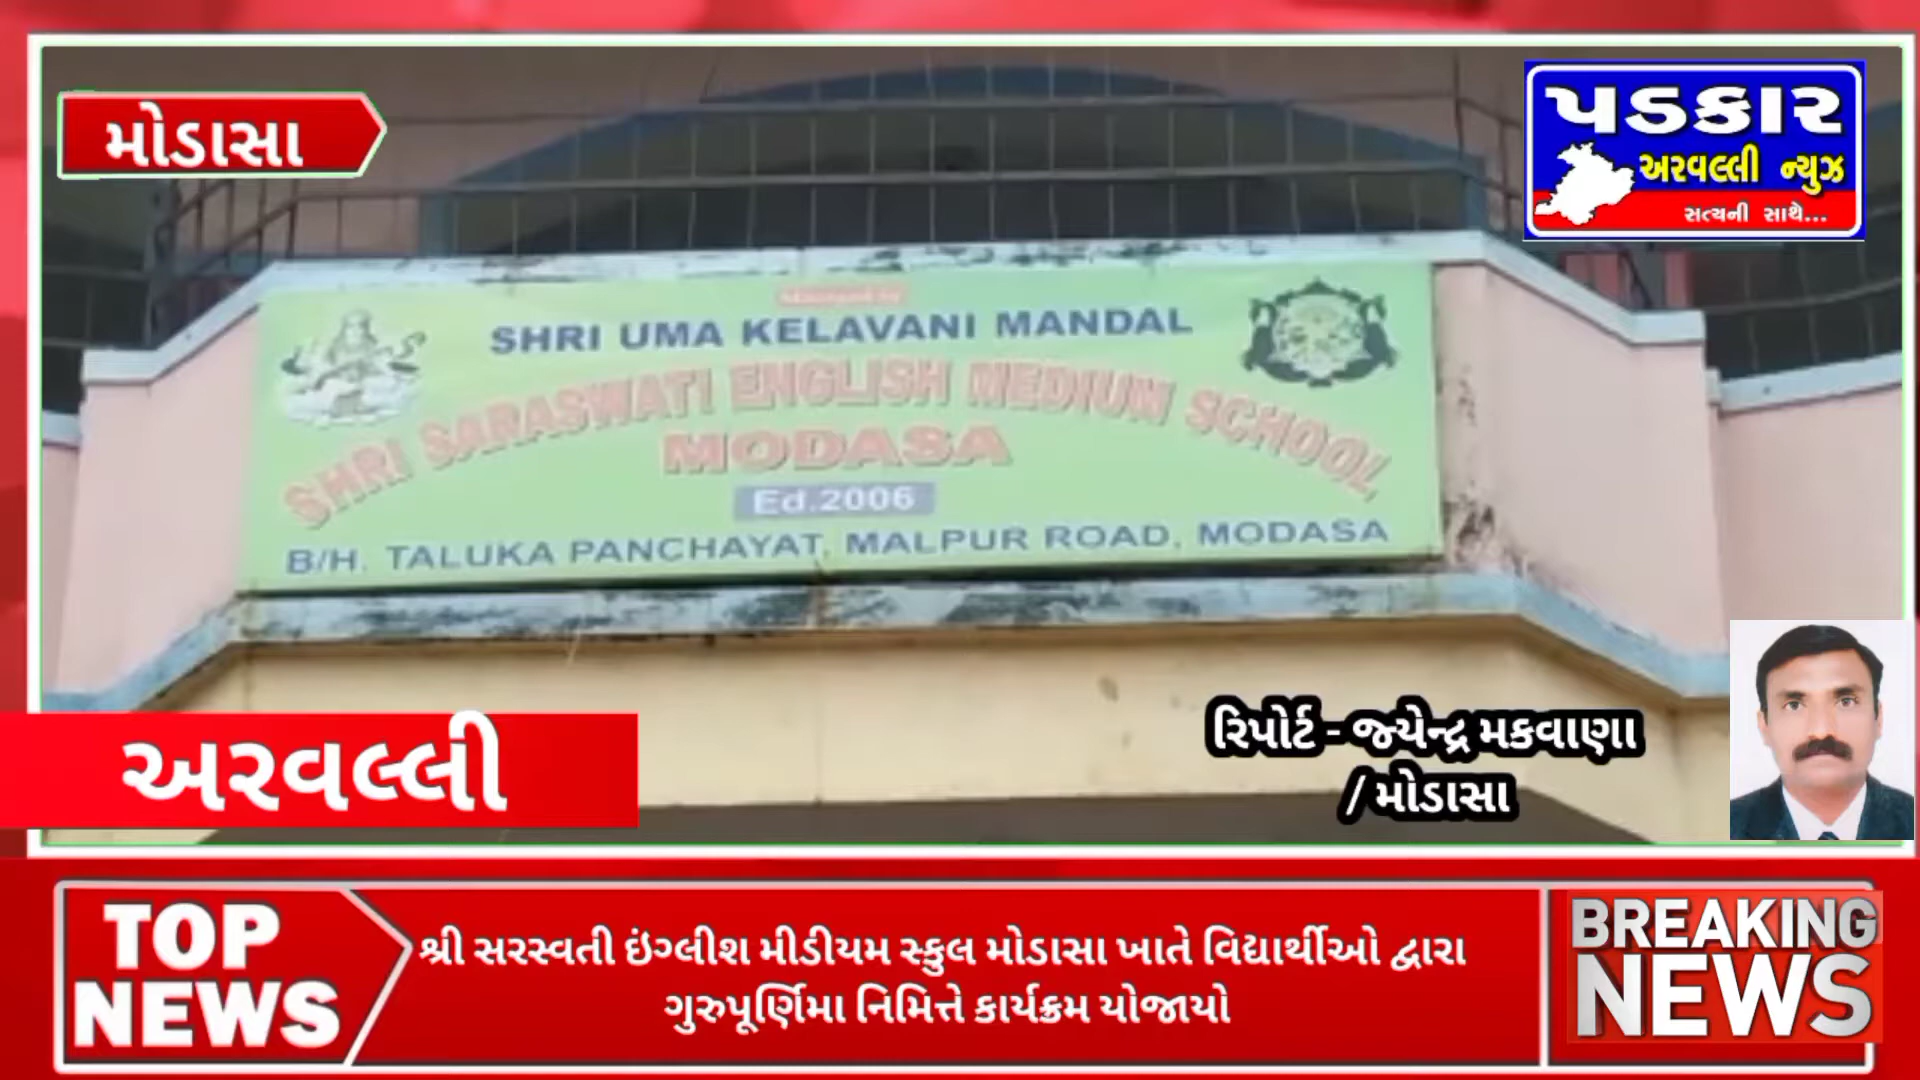 મોડાસા
પડકાર
અરવલ્લી ન્યુઝ
સત્યની સાથે...
SHRI UMA KELAVANI MANDAL
SHRI SARASWATI ENGLISH MEDIUM SCHOOL
MODASA
Ed.2006
B/H. TALUKA PANCHAYAT, MALPUR ROAD, MODASA
અરવલ્લી
રિપોર્ટ - જ્યેન્દ્ર મકવાણા
/ મોડાસા
TOP
NEWS
શ્રી સરસ્વતી ઇંગ્લીશ મીડીયમ સ્કુલ મોડાસા ખાતે વિદ્યાર્થીઓ દ્વારા
ગુરુપૂર્ણિમા નિમિત્તે કાર્યક્રમ યોજાયો
BREAKING
NEWS